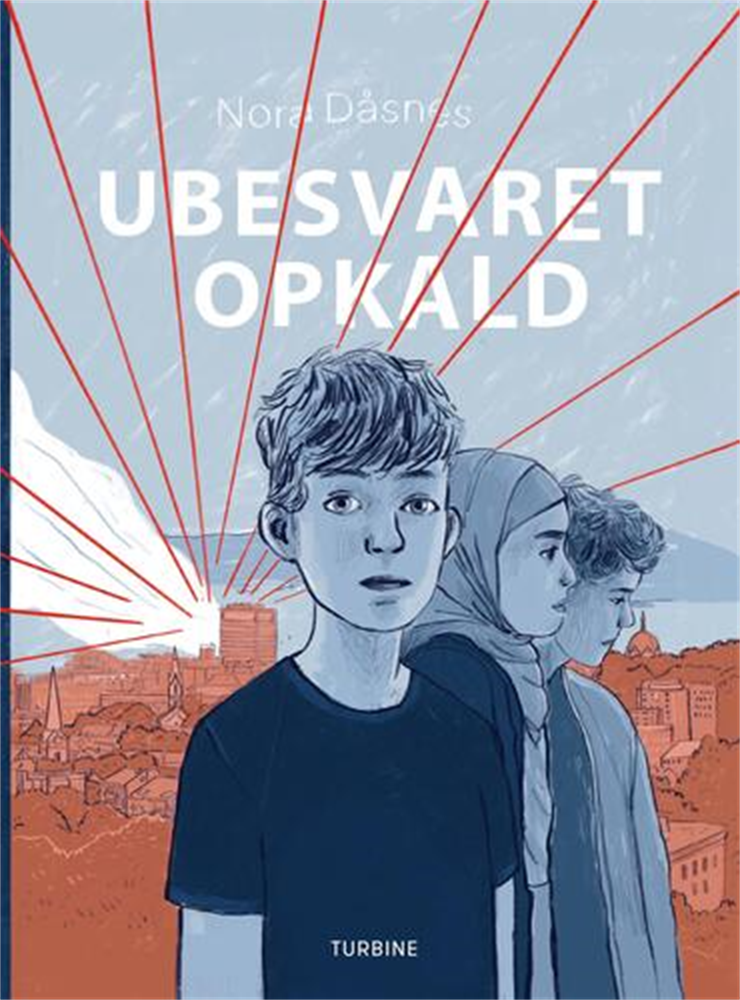 Nora Dåsnes
UBESVARET
OPKALD
TURBINE